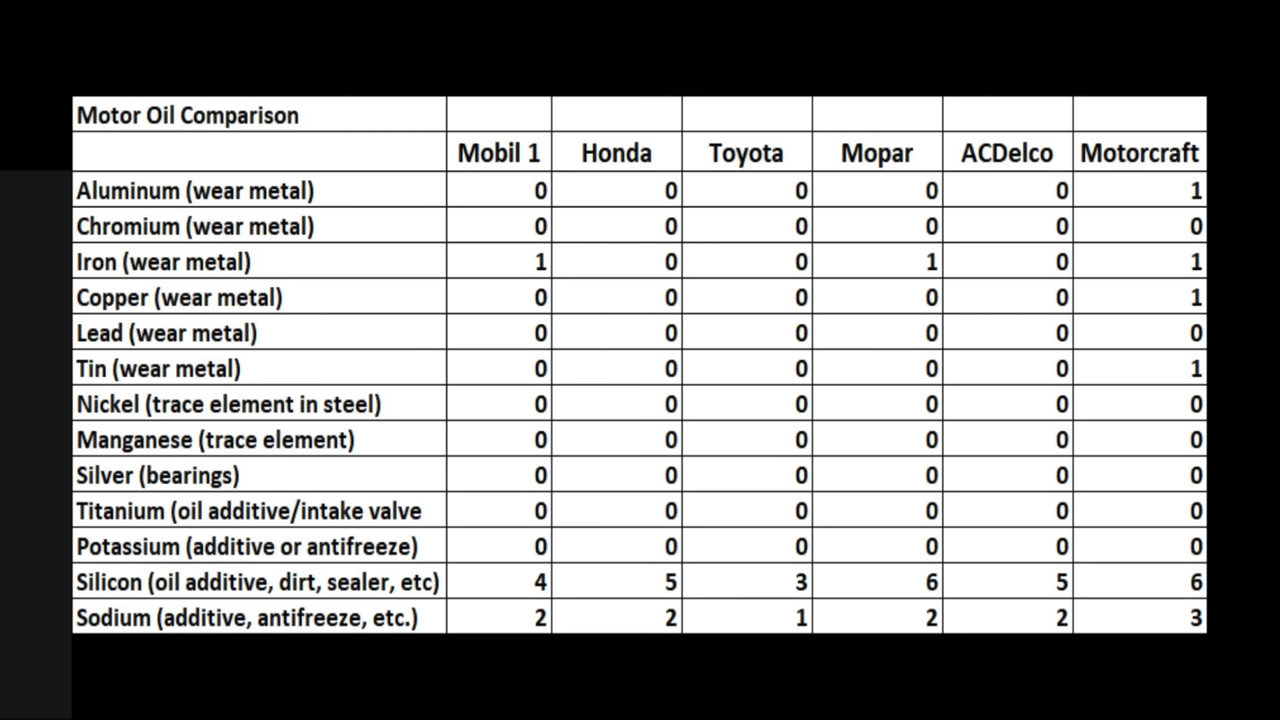 Motor Oil Comparison
Mobil 1 Honda Toyota Mopar ACDelco Motorcraft
Aluminum (wear metal) 0 0 0 0 0 1
Chromium (wear metal) 0 0 0 0 0 0
Iron (wear metal) 1 0 0 1 0 1
Copper (wear metal) 0 0 0 0 0 1
Lead (wear metal) 0 0 0 0 0 0
Tin (wear metal) 0 0 0 0 0 1
Nickel (trace element in steel) 0 0 0 0 0 0
Manganese (trace element) 0 0 0 0 0 0
Silver (bearings) 0 0 0 0 0 0
Titanium (oil additive/intake valve 0 0 0 0 0 0
Potassium (additive or antifreeze) 0 0 0 0 0 0
Silicon (oil additive, dirt, sealer, etc) 4 5 3 6 5 6
Sodium (additive, antifreeze, etc.) 2 2 1 2 2 3